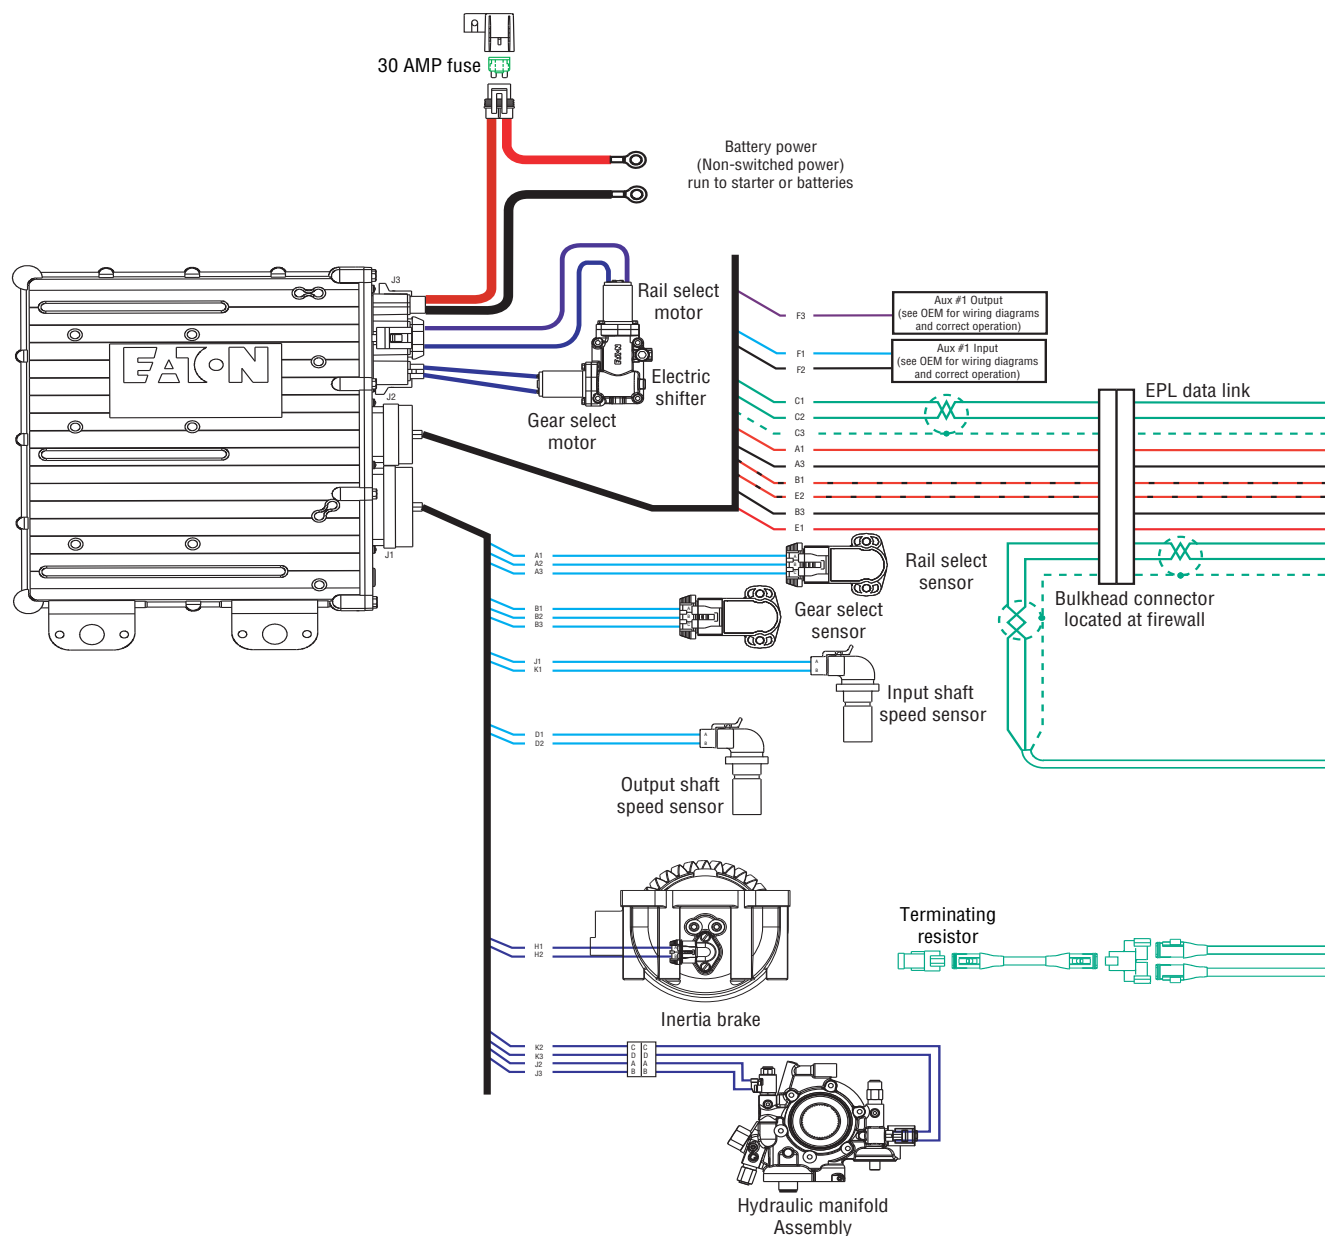 30 AMP fuse
Battery power
(Non-switched power)
run to starter or batteries
J3
Rail select
motor
EATON
EATON
Electric
shifter
Gear select
motor
J2
J1
F3
Aux #1 Output
(see OEM for wiring diagrams
and correct operation)
F1
F2
Aux #1 Input
(see OEM for wiring diagrams
and correct operation)
C1
C2
C3
A1
A3
B1
E2
B3
E1
EPL data link
Bulkhead connector
located at firewall
A1
A2
A3
Rail select
sensor
B1
B2
B3
Gear select
sensor
J1
K1
A
B
Input shaft
speed sensor
D1
D2
A
B
Output shaft
speed sensor
H1
H2
Inertia brake
Terminating
resistor
K2 C C
K3 D D
J2 A A
J3 B B
Hydraulic manifold
Assembly